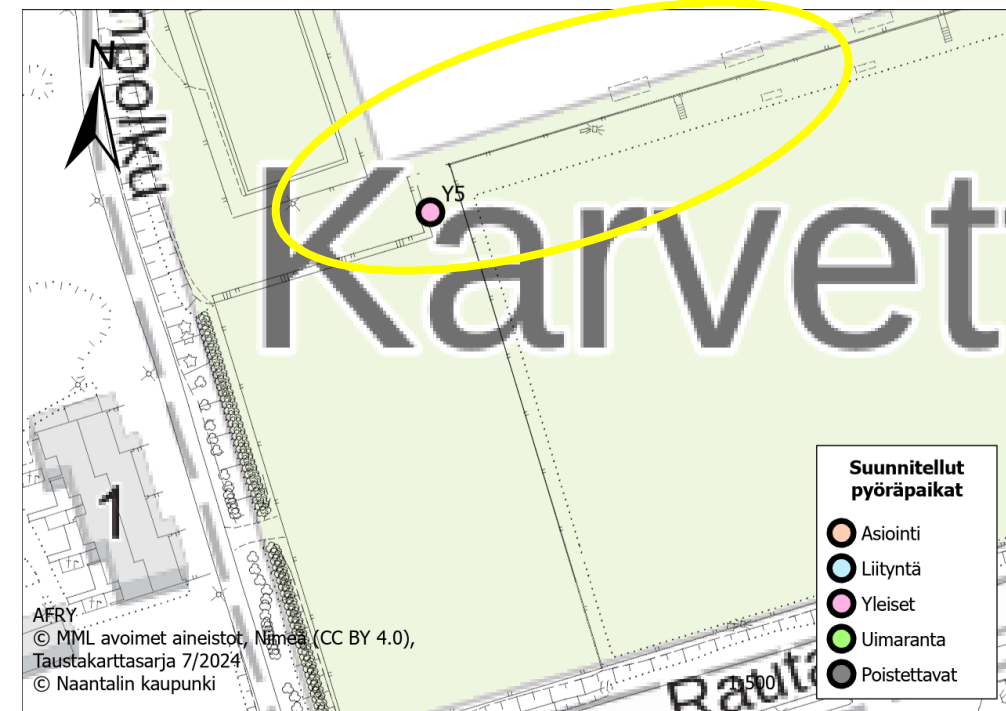 npolku
N
Y5
Karvet
1
Suunnitellut
pyöräpaikat
Asiointi
Liityntä
Yleiset
Uimaranta
Poistettavat
AFRY
© MML avoimet aineistot, Nimeä (CC BY 4.0),
Taustakarttasarja 7/2024
© Naantalin kaupunki
Rauta
1:500